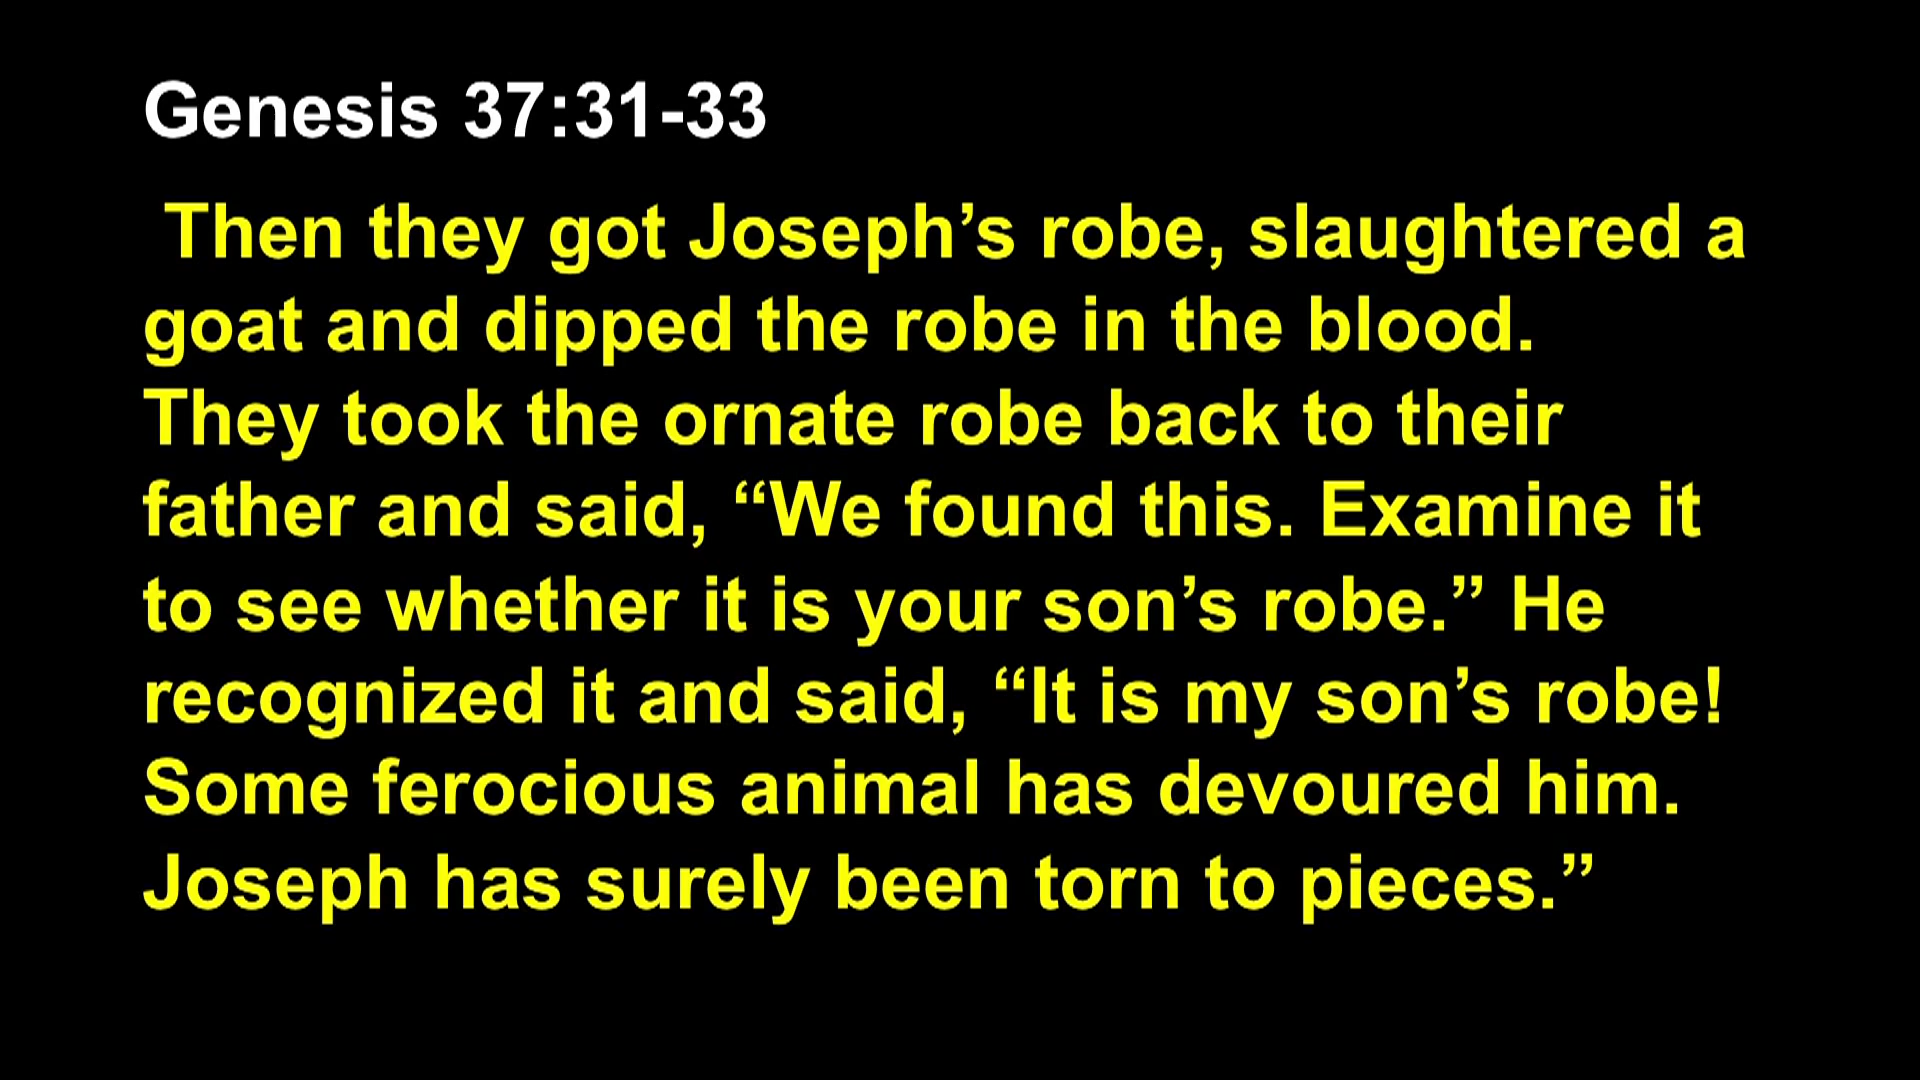 Genesis 37:31-33
Then they got Joseph’s robe, slaughtered a
goat and dipped the robe in the blood.
They took the ornate robe back to their
father and said, “We found this. Examine it
to see whether it is your son’s robe.” He
recognized it and said, “It is my son’s robe!
Some ferocious animal has devoured him.
Joseph has surely been torn to pieces.”